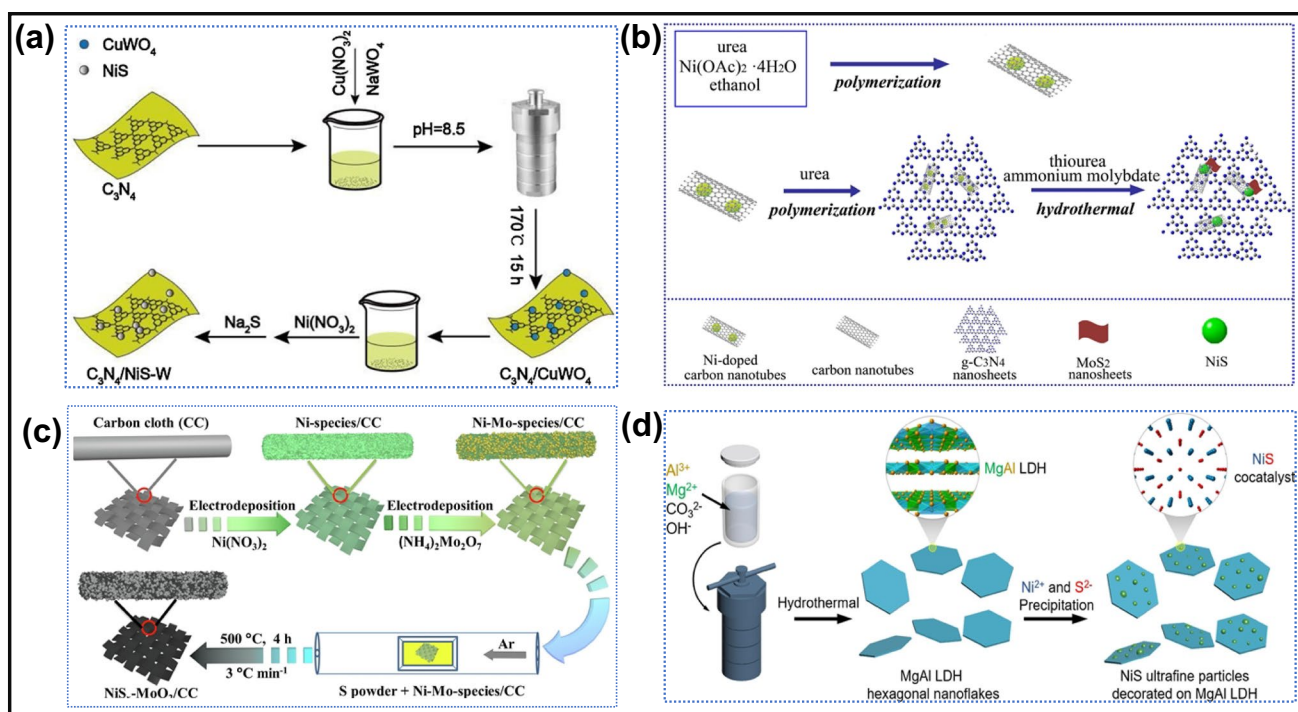 (a)
CuWO₄
NiS
Cu(NO₃)₂
NaWO₄
pH=8.5
C₃N₄
170℃ 15 h
Na₂S
Ni(NO₃)₂
C₃N₄/NiS-W
C₃N₄/CuWO₄
(b)
urea
Ni(OAc)₂ ·4H₂O
ethanol
polymerization
urea
polymerization
thiourea
ammonium molybdate
hydrothermal
Ni-doped
carbon nanotubes
carbon nanotubes
g-C₃N₄
nanosheets
MoS₂
nanosheets
NiS
(c)
Carbon cloth (CC)
Ni-species/CC
Ni-Mo-species/CC
Electrodeposition
Ni(NO₃)₂
Electrodeposition
(NH₄)₂Mo₂O₇
500 °C, 4 h
3 °C min⁻¹
Ar
S powder + Ni-Mo-species/CC
(d)
Al³⁺
Mg²⁺
CO₃²⁻
OH⁻
MgAl LDH
NiS
cocatalyst
Hydrothermal
Ni²⁺ and S²⁻
Precipitation
MgAl LDH
hexagonal nanoflakes
NiS ultrafine particles
decorated on MgAl LDH